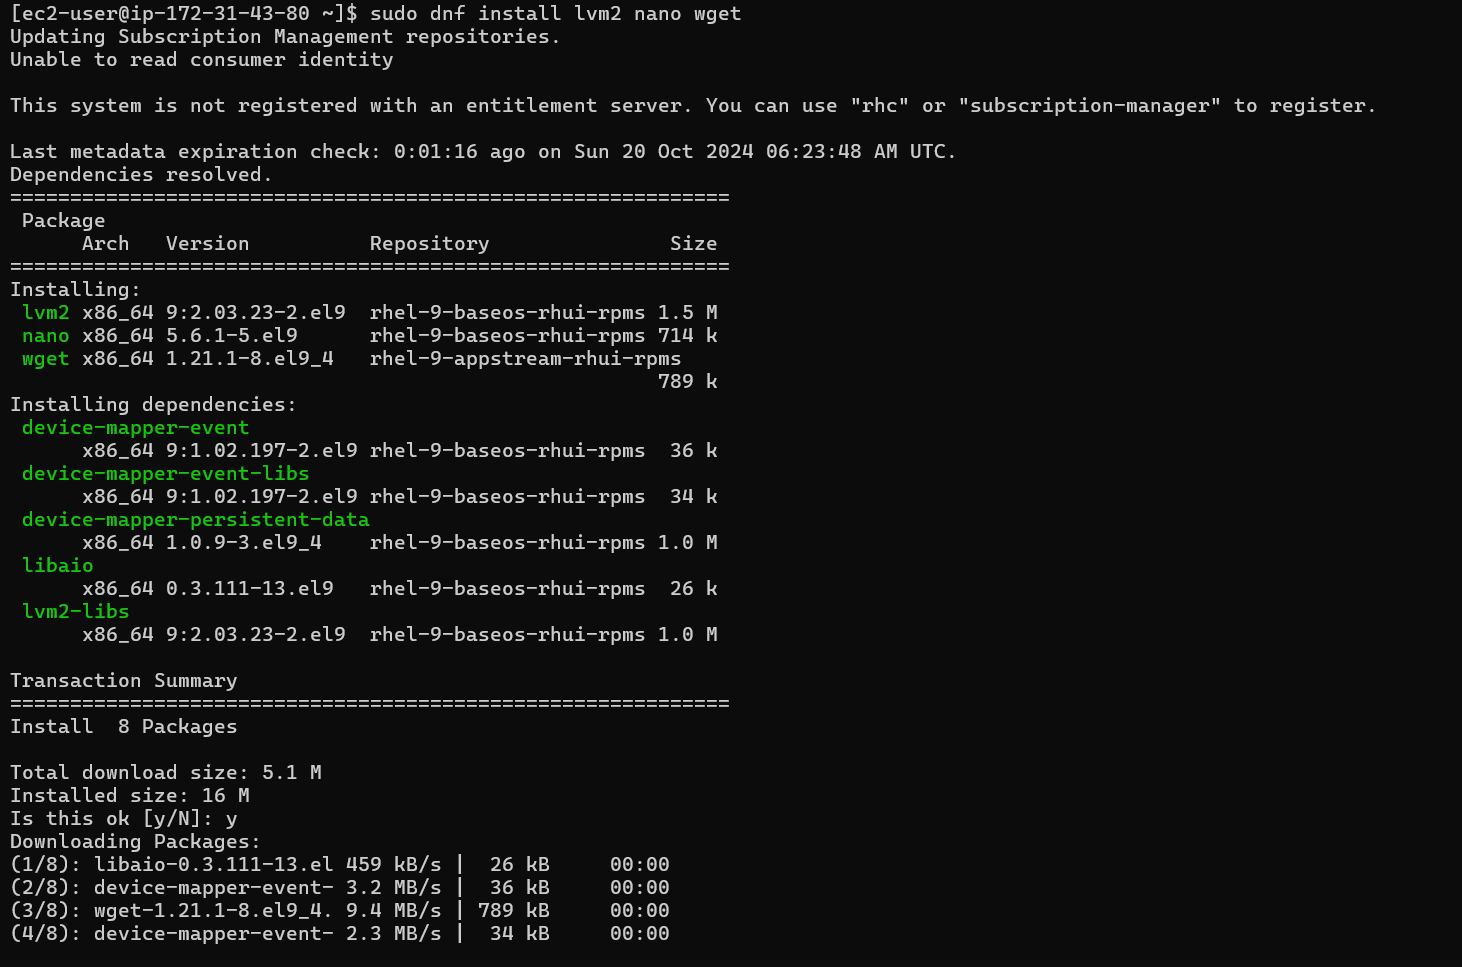 [ec2-user@ip-172-31-43-80 ~]$ sudo dnf install lvm2 nano wget
Updating Subscription Management repositories.
Unable to read consumer identity

This system is not registered with an entitlement server. You can use "rhc" or "subscription-manager" to register.

Last metadata expiration check: 0:01:16 ago on Sun 20 Oct 2024 06:23:48 AM UTC.
Dependencies resolved.
============================================================
 Package
      Arch   Version          Repository               Size
============================================================
Installing:
 lvm2 x86_64 9:2.03.23-2.el9  rhel-9-baseos-rhui-rpms 1.5 M
 nano x86_64 5.6.1-5.el9      rhel-9-baseos-rhui-rpms 714 k
 wget x86_64 1.21.1-8.el9_4   rhel-9-appstream-rhui-rpms
                                                      789 k
Installing dependencies:
 device-mapper-event
      x86_64 9:1.02.197-2.el9 rhel-9-baseos-rhui-rpms  36 k
 device-mapper-event-libs
      x86_64 9:1.02.197-2.el9 rhel-9-baseos-rhui-rpms  34 k
 device-mapper-persistent-data
      x86_64 1.0.9-3.el9_4    rhel-9-baseos-rhui-rpms 1.0 M
 libaio
      x86_64 0.3.111-13.el9   rhel-9-baseos-rhui-rpms  26 k
 lvm2-libs
      x86_64 9:2.03.23-2.el9  rhel-9-baseos-rhui-rpms 1.0 M

Transaction Summary
============================================================
Install  8 Packages

Total download size: 5.1 M
Installed size: 16 M
Is this ok [y/N]: y
Downloading Packages:
(1/8): libaio-0.3.111-13.el 459 kB/s |  26 kB     00:00
(2/8): device-mapper-event- 3.2 MB/s |  36 kB     00:00
(3/8): wget-1.21.1-8.el9_4. 9.4 MB/s | 789 kB     00:00
(4/8): device-mapper-event- 2.3 MB/s |  34 kB     00:00